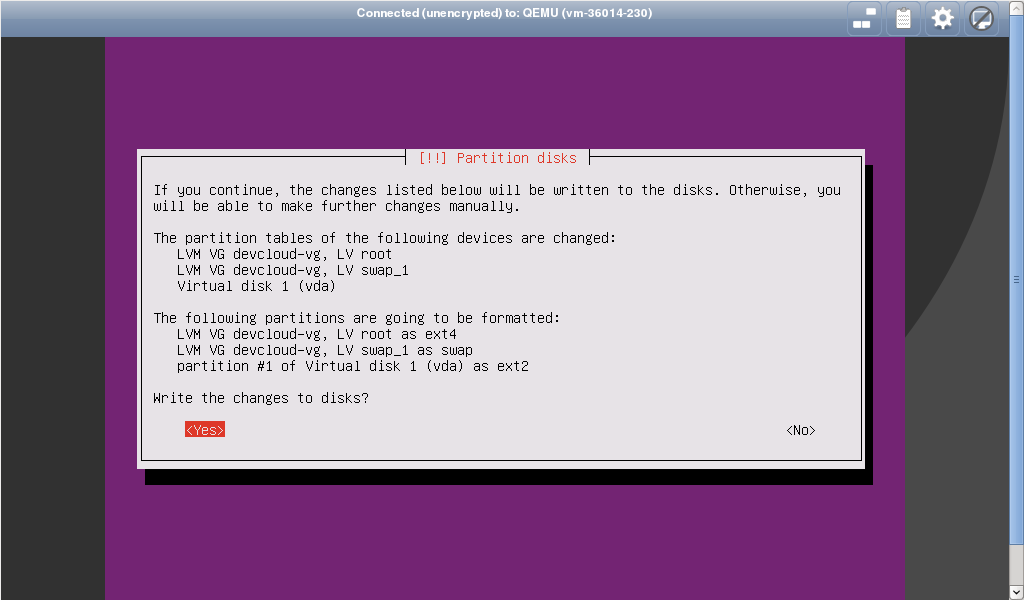 Connected (unencrypted) to: QEMU (vm-36014-230)
[!!] Partition disks
If you continue, the changes listed below will be written to the disks. Otherwise, you
will be able to make further changes manually.
The partition tables of the following devices are changed:
LVM VG devcloud-vg, LV root
LVM VG devcloud-vg, LV swap_1
Virtual disk 1 (vda)
The following partitions are going to be formatted:
LVM VG devcloud-vg, LV root as ext4
LVM VG devcloud-vg, LV swap_1 as swap
partition #1 of Virtual disk 1 (vda) as ext2
Write the changes to disks?
<Yes> <No>